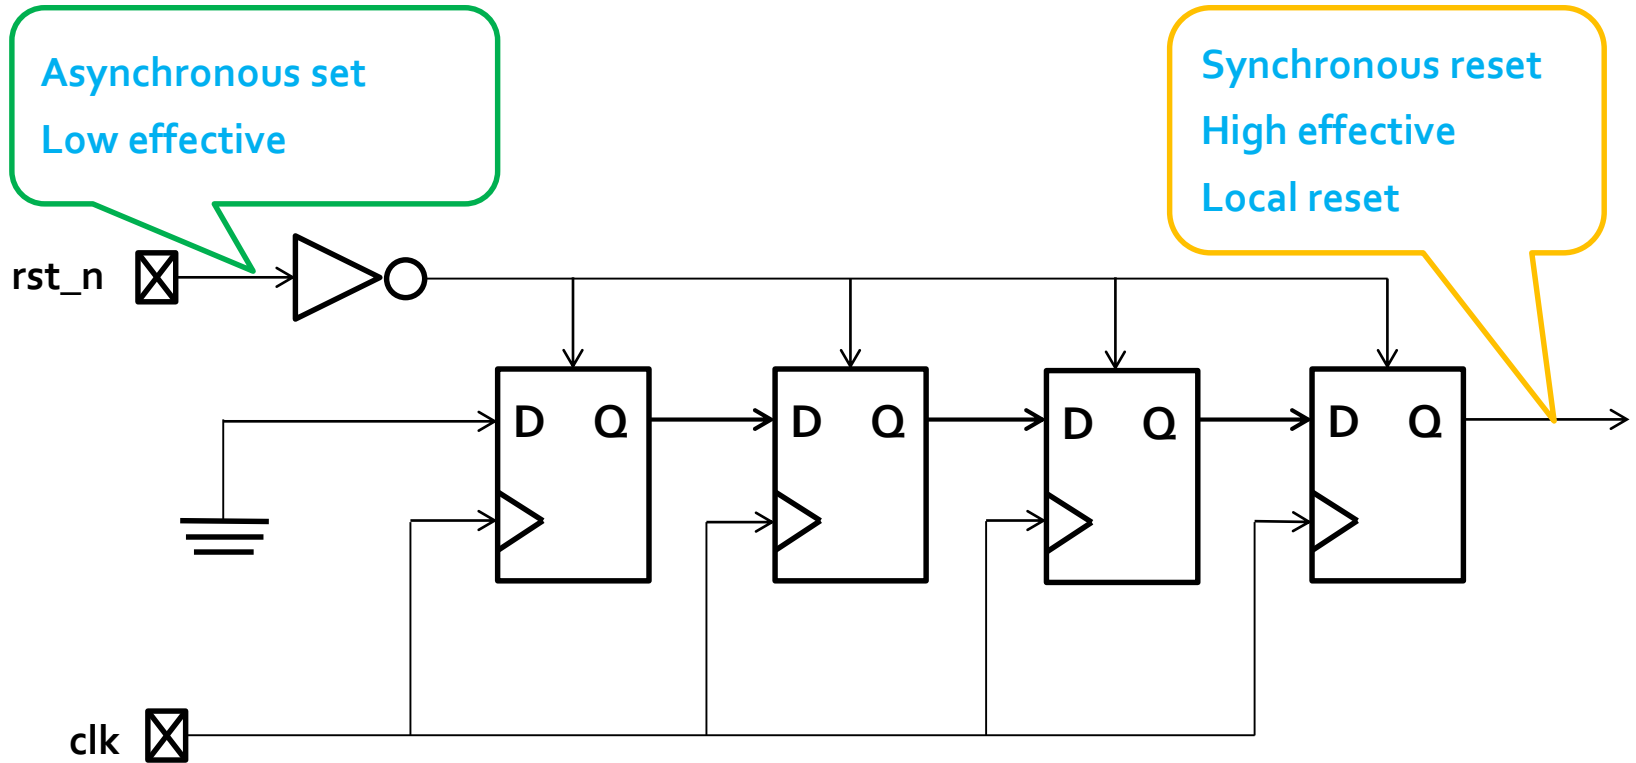 Asynchronous set
Low effective
Synchronous reset
High effective
Local reset
rst_n
D Q
D Q
D Q
D Q
clk